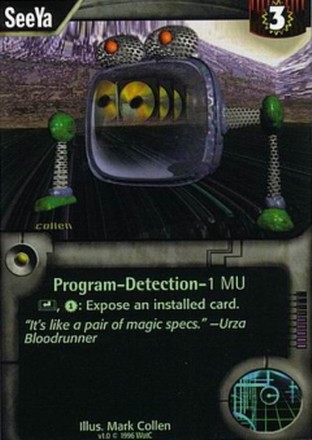 SeeYa
3
collen
Program-Detection-1 MU
, 1: Expose an installed card.
"It's like a pair of magic specs." –Urza
Bloodrunner
Illus. Mark Collen
v1.0 © 1996 WotC